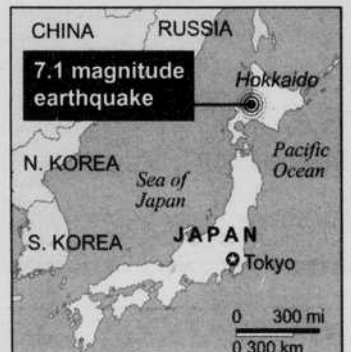 CHINA
RUSSIA
7.1 magnitude
earthquake
Hokkaido
N. KOREA
Pacific
Ocean
Sea of
Japan
S. KOREA
JAPAN
Tokyo
0 300 mi
0 300 km